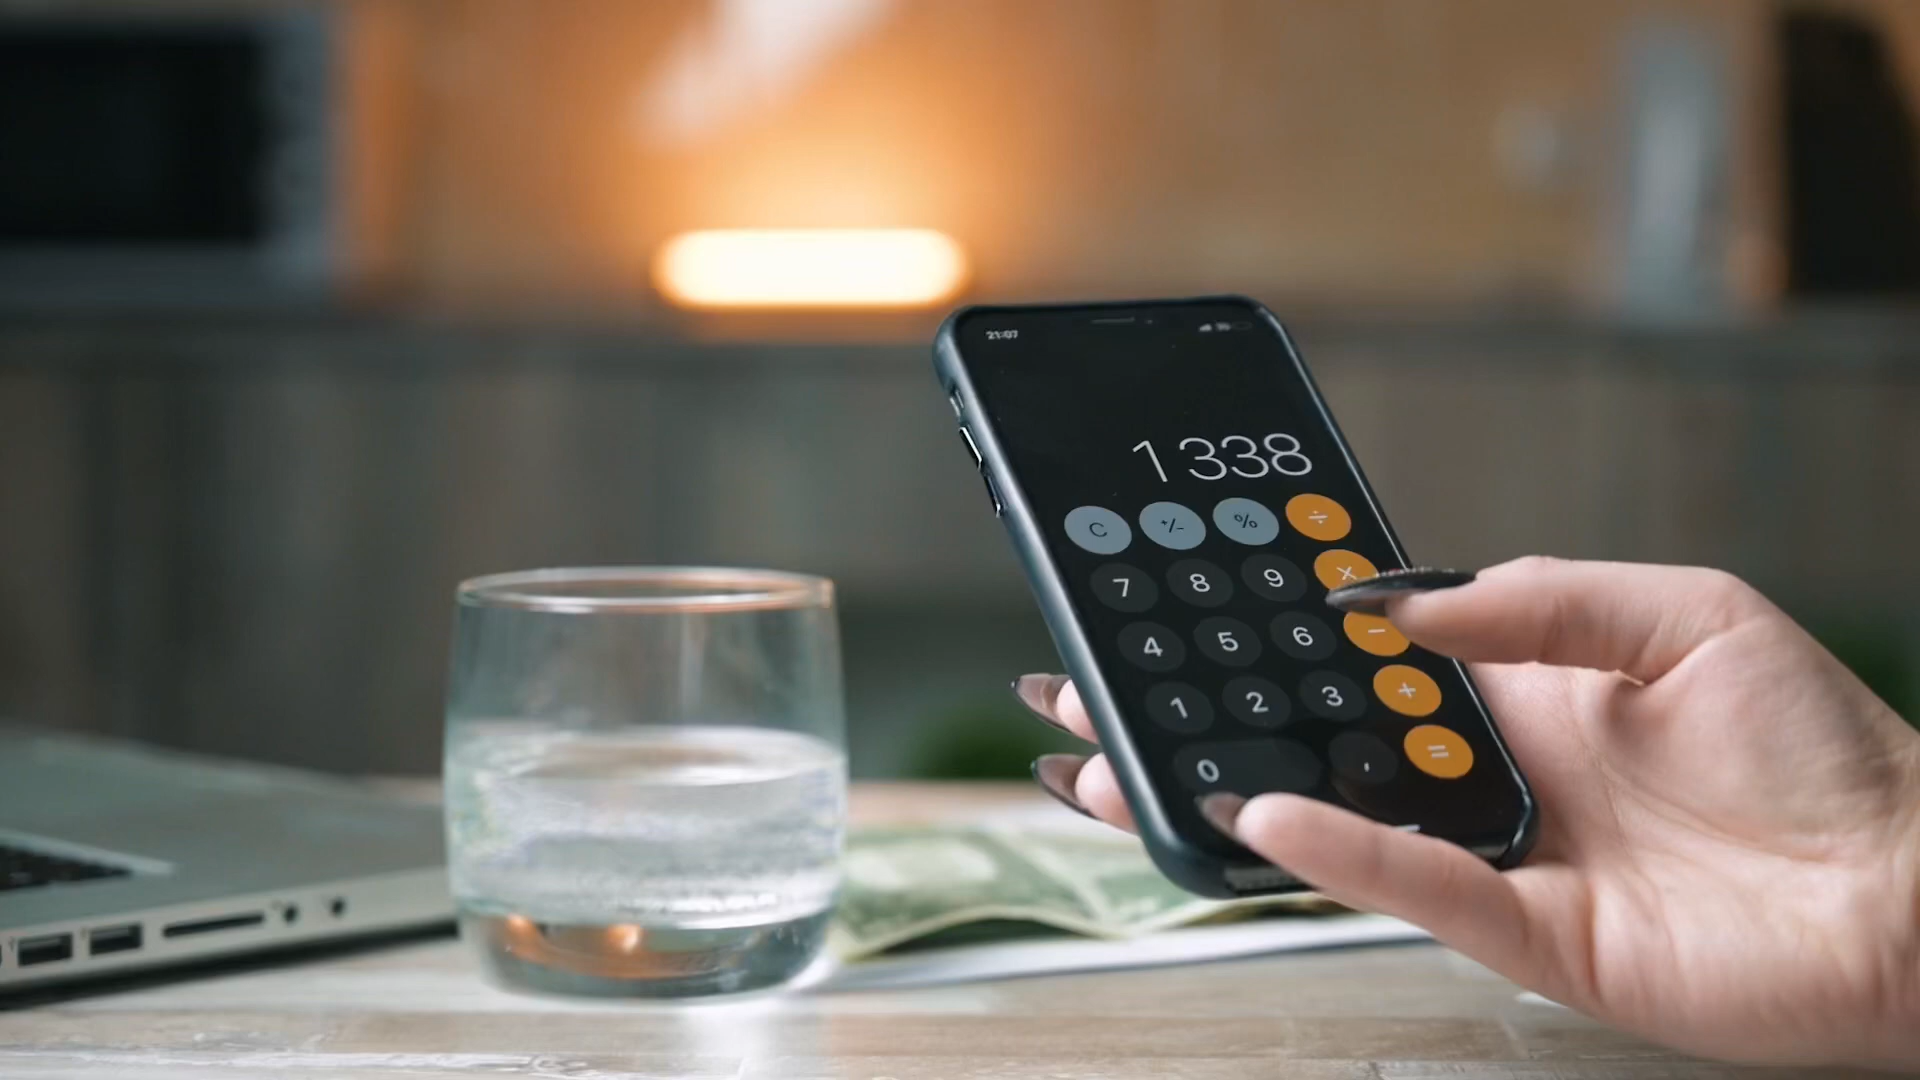 21:07
1 338
C +/- % ÷
7 8 9 ×
4 5 6 −
1 2 3 +
0 , =